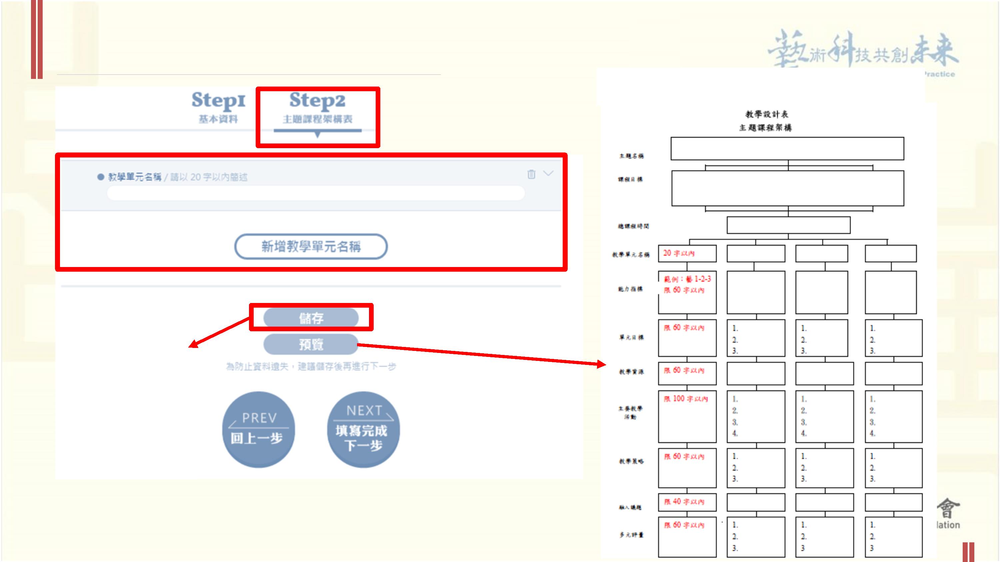 藝術科技共創未來
Practice
Step1
基本資料
Step2
主題課程架構表
教學單元名稱 / 請以 20 字以內簡述
新增教學單元名稱
儲存
預覽
為防止資料遺失，建議儲存後再進行下一步
PREV
回上一步
NEXT
填寫完成
下一步
教學設計表
主題課程架構
主題名稱
課程目標
總課程時間
教學單元名稱 20 字以內
能力指標
範例：藝 1-2-3
限 60 字以內
單元目標
限 60 字以內
1. 1. 1.
2. 2. 2.
3. 3. 3.
教學資源
限 60 字以內
主要教學
活動
限 100 字以內
1. 1. 1.
2. 2. 2.
3. 3. 3.
4. 4. 4.
教學策略
限 60 字以內
1. 1. 1.
2. 2. 2.
3. 3. 3.
融入議題
限 40 字以內
多元評量
限 60 字以內
1. 1. 1.
2. 2. 2.
3. 3 3
會
lation